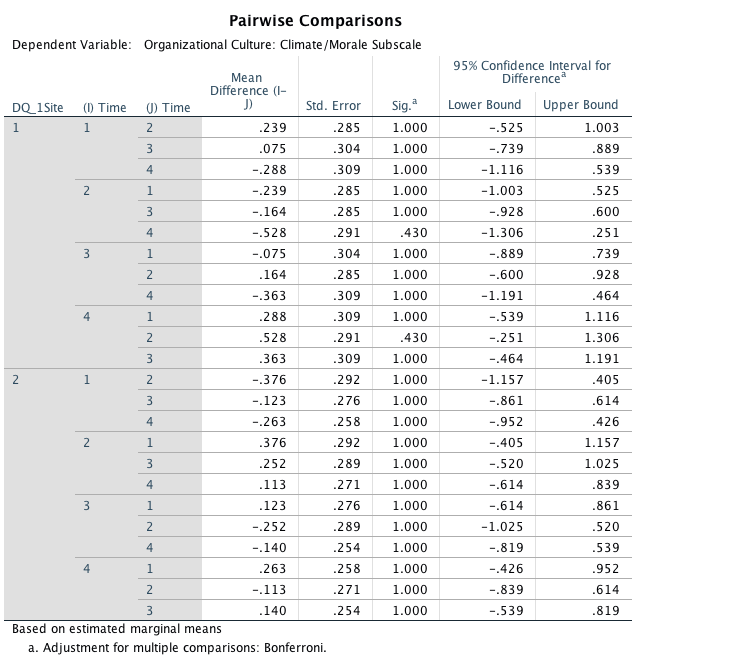 Pairwise Comparisons
Dependent Variable: Organizational Culture: Climate/Morale Subscale
DQ_1Site (I) Time (J) Time Mean Difference (I–J) Std. Error Sig.a 95% Confidence Interval for Differencea
Lower Bound Upper Bound
1 1 2 .239 .285 1.000 -.525 1.003
3 .075 .304 1.000 -.739 .889
4 -.288 .309 1.000 -1.116 .539
2 1 -.239 .285 1.000 -1.003 .525
3 -.164 .285 1.000 -.928 .600
4 -.528 .291 .430 -1.306 .251
3 1 -.075 .304 1.000 -.889 .739
2 .164 .285 1.000 -.600 .928
4 -.363 .309 1.000 -1.191 .464
4 1 .288 .309 1.000 -.539 1.116
2 .528 .291 .430 -.251 1.306
3 .363 .309 1.000 -.464 1.191
2 1 2 -.376 .292 1.000 -1.157 .405
3 -.123 .276 1.000 -.861 .614
4 -.263 .258 1.000 -.952 .426
2 1 .376 .292 1.000 -.405 1.157
3 .252 .289 1.000 -.520 1.025
4 .113 .271 1.000 -.614 .839
3 1 .123 .276 1.000 -.614 .861
2 -.252 .289 1.000 -1.025 .520
4 -.140 .254 1.000 -.819 .539
4 1 .263 .258 1.000 -.426 .952
2 -.113 .271 1.000 -.839 .614
3 .140 .254 1.000 -.539 .819
Based on estimated marginal means
a. Adjustment for multiple comparisons: Bonferroni.